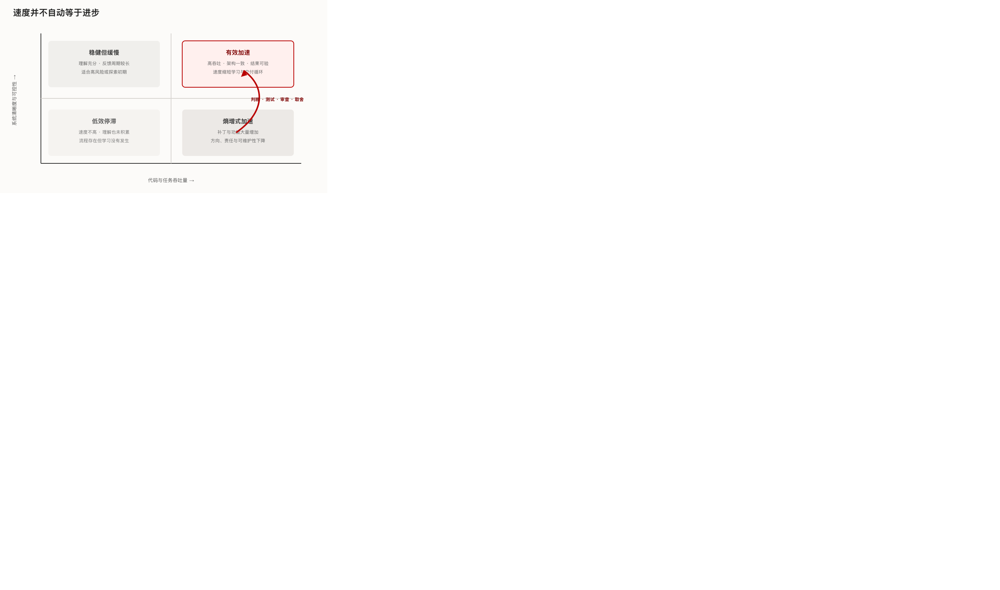 速度并不自动等于进步
系统清晰度与可控性 →
稳健但缓慢
理解充分 · 反馈周期较长
适合高风险或探索初期
有效加速
高吞吐 · 架构一致 · 结果可验
速度缩短学习与交付循环
判断 · 测试 · 审查 · 取舍
低效停滞
速度不高 · 理解也未积累
流程存在但学习没有发生
熵增式加速
补丁与功能大量增加
方向、责任与可维护性下降
代码与任务吞吐量 →